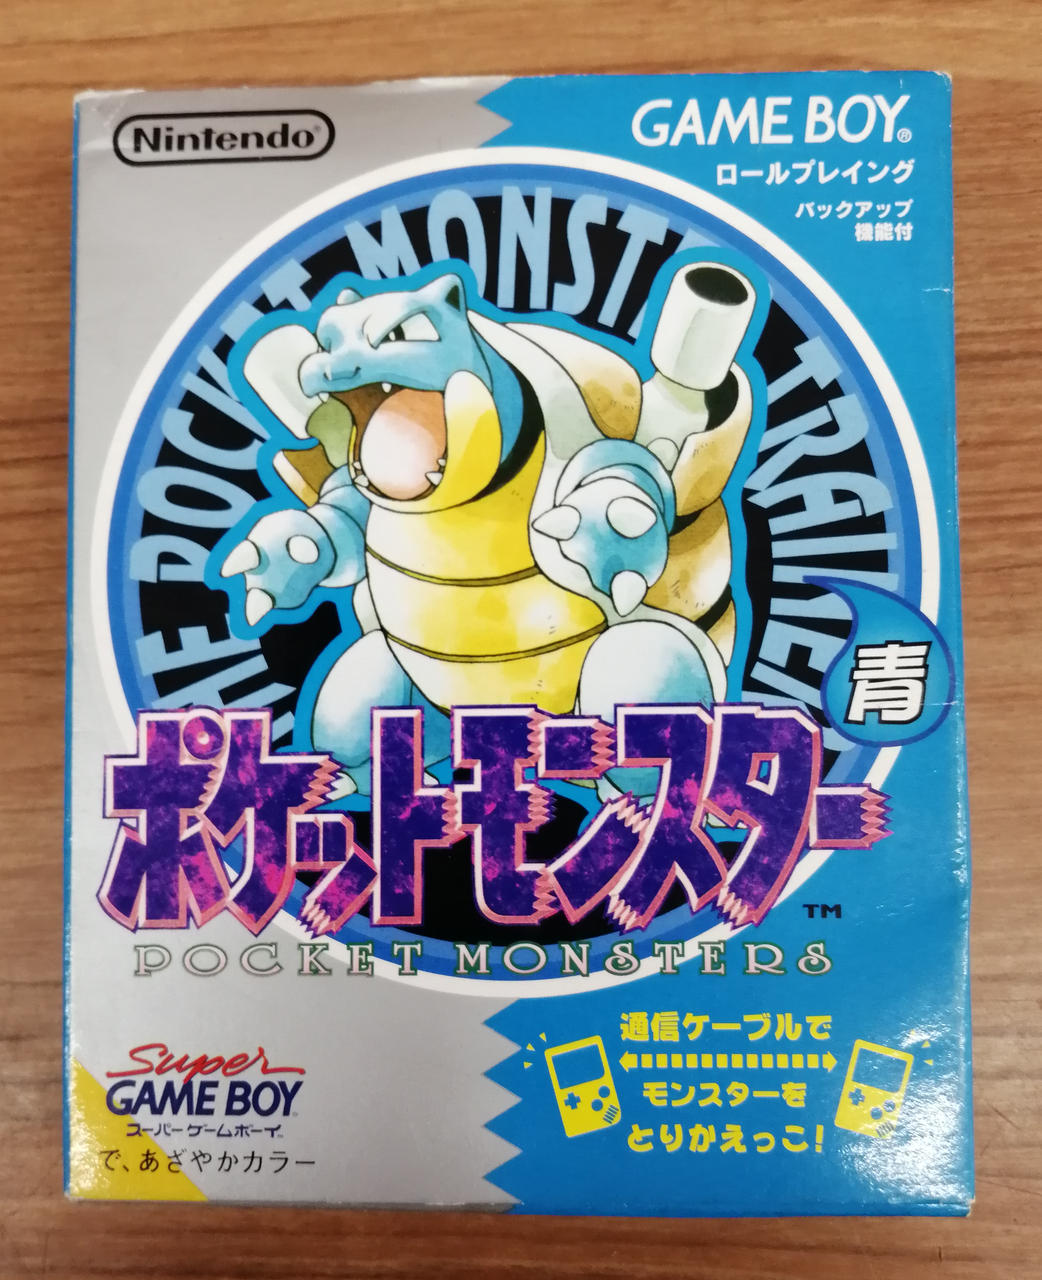 Nintendo®
GAME BOY®
ロールプレイング
バックアップ
機能付
THE POCKET MONSTER TRAINER
青
ポケットモンスター
TM
POCKET MONSTERS
通信ケーブルで
モンスターを
とりかえっこ!
Super
GAME BOY™
スーパーゲームボーイ™
で、あざやかカラー